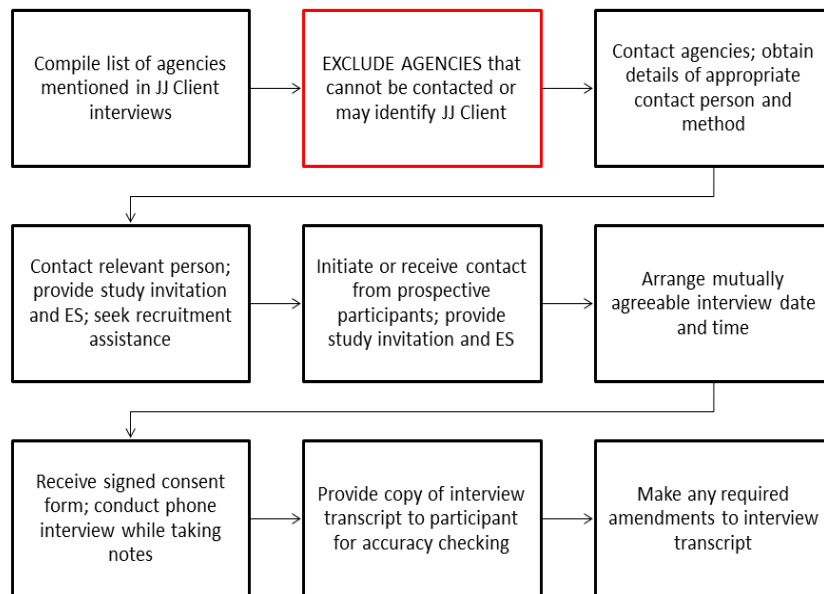 Compile list of agencies
mentioned in JJ Client
interviews
EXCLUDE AGENCIES that
cannot be contacted or
may identify JJ Client
Contact agencies; obtain
details of appropriate
contact person and
method
Contact relevant person;
provide study invitation
and ES; seek recruitment
assistance
Initiate or receive contact
from prospective
participants; provide
study invitation and ES
Arrange mutually
agreeable interview date
and time
Receive signed consent
form; conduct phone
interview while taking
notes
Provide copy of interview
transcript to participant
for accuracy checking
Make any required
amendments to interview
transcript